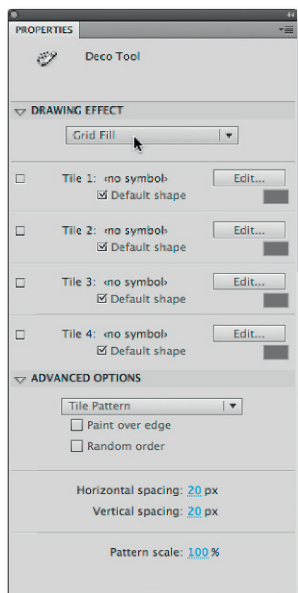 PROPERTIES
Deco Tool
DRAWING EFFECT
Grid Fill
Tile 1: <no symbol> Edit...
Default shape
Tile 2: <no symbol> Edit...
Default shape
Tile 3: <no symbol> Edit...
Default shape
Tile 4: <no symbol> Edit...
Default shape
ADVANCED OPTIONS
Tile Pattern
Paint over edge
Random order
Horizontal spacing: 20 px
Vertical spacing: 20 px
Pattern scale: 100 %